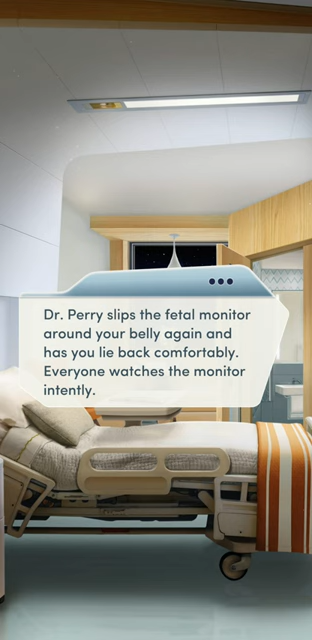 Dr. Perry slips the fetal monitor
around your belly again and
has you lie back comfortably.
Everyone watches the monitor
intently.